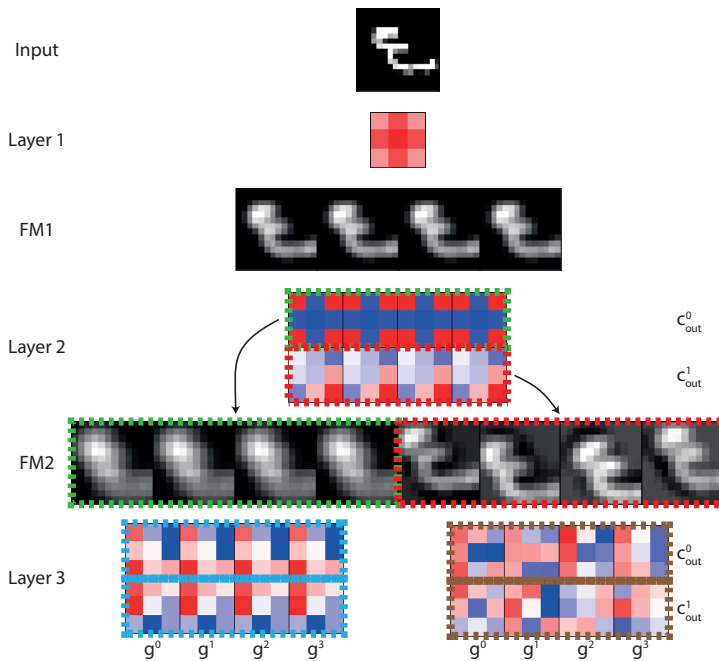 Input
Layer 1
FM1
Layer 2
c⁰out
c¹out
FM2
Layer 3
c⁰out
c¹out
g⁰ g¹ g² g³ g⁰ g¹ g² g³